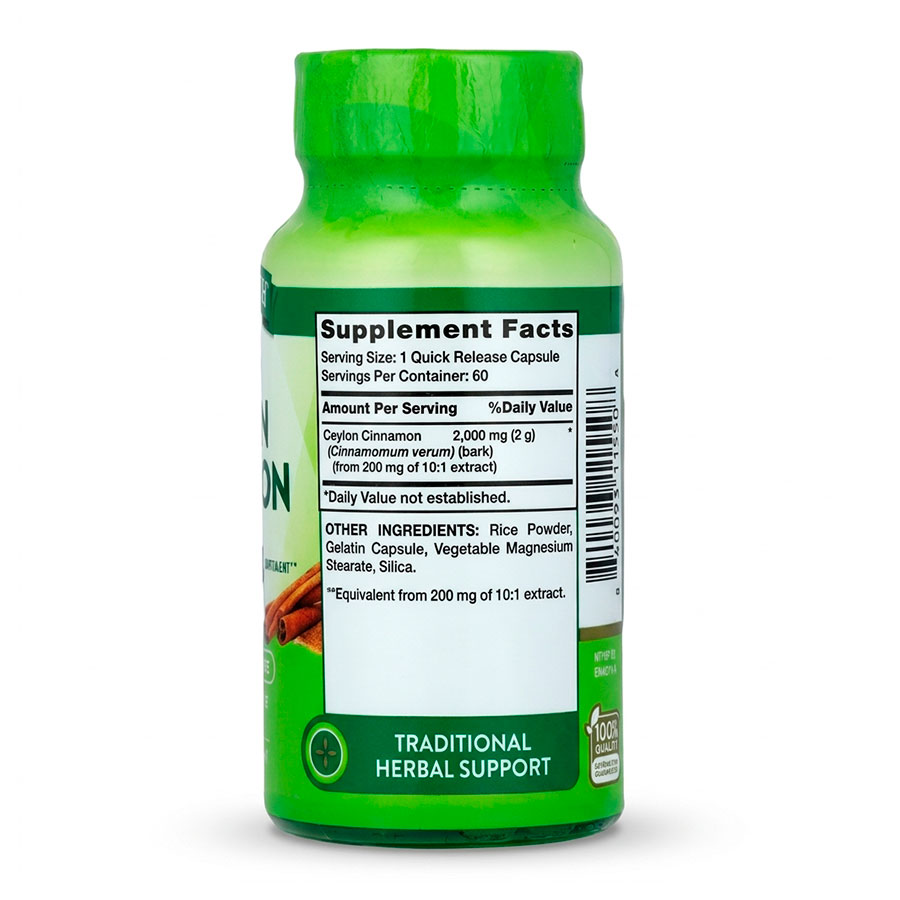 N
ON
Supplement Facts
Serving Size: 1 Quick Release Capsule
Servings Per Container: 60
Amount Per Serving %Daily Value
Ceylon Cinnamon 2,000 mg (2 g) *
(Cinnamomum verum) (bark)
(from 200 mg of 10:1 extract)
*Daily Value not established.
OTHER INGREDIENTS: Rice Powder,
Gelatin Capsule, Vegetable Magnesium
Stearate, Silica.
**Equivalent from 200 mg of 10:1 extract.
TRADITIONAL
HERBAL SUPPORT
A
100%